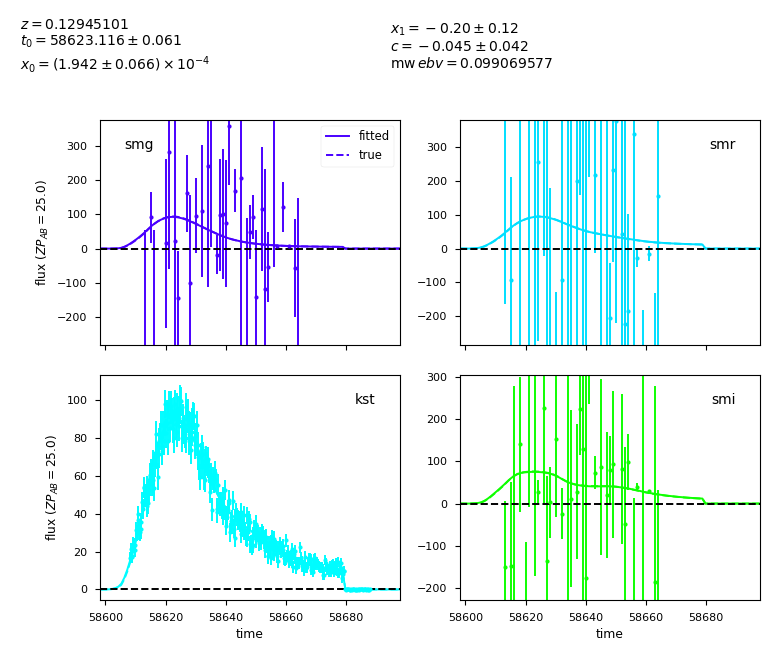 z = 0.12945101
t₀ = 58623.116 ± 0.061
x₀ = (1.942 ± 0.066) × 10⁻⁴
x₁ = −0.20 ± 0.12
c = −0.045 ± 0.042
mw ebv = 0.099069577
smg
fitted
true
300
200
100
0
−100
−200
flux (ZP_AB = 25.0)
smr
300
200
100
0
−100
−200
kst
100
80
60
40
20
0
flux (ZP_AB = 25.0)
58600 58620 58640 58660 58680
time
smi
300
200
100
0
−100
−200
58600 58620 58640 58660 58680
time